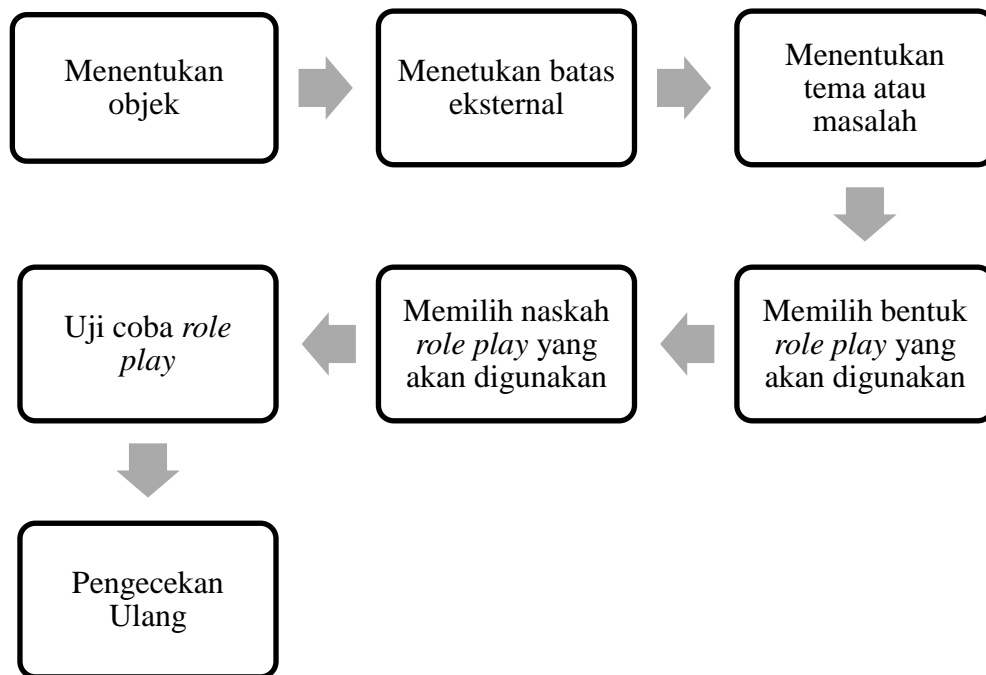 Menentukan
objek
Menetukan batas
eksternal
Menentukan
tema atau
masalah
Memilih bentuk
role play yang
akan digunakan
Memilih naskah
role play yang
akan digunakan
Uji coba role
play
Pengecekan
Ulang